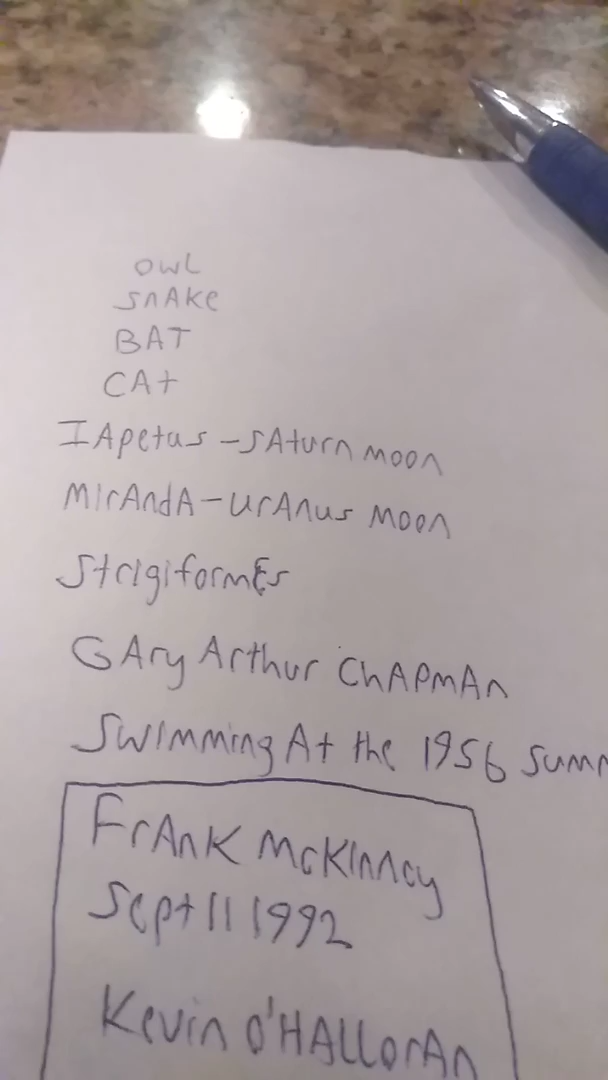 OWL
SNAKE
BAT
CAt
IApetus - SAturn moon
MirAndA - UrAnus Moon
StrigiformEs
GAry Arthur ChAPMAn
Swimming At the 1956 Summ
FrAnK McKInney
Sept 11 1992
Kevin O'HAlloran